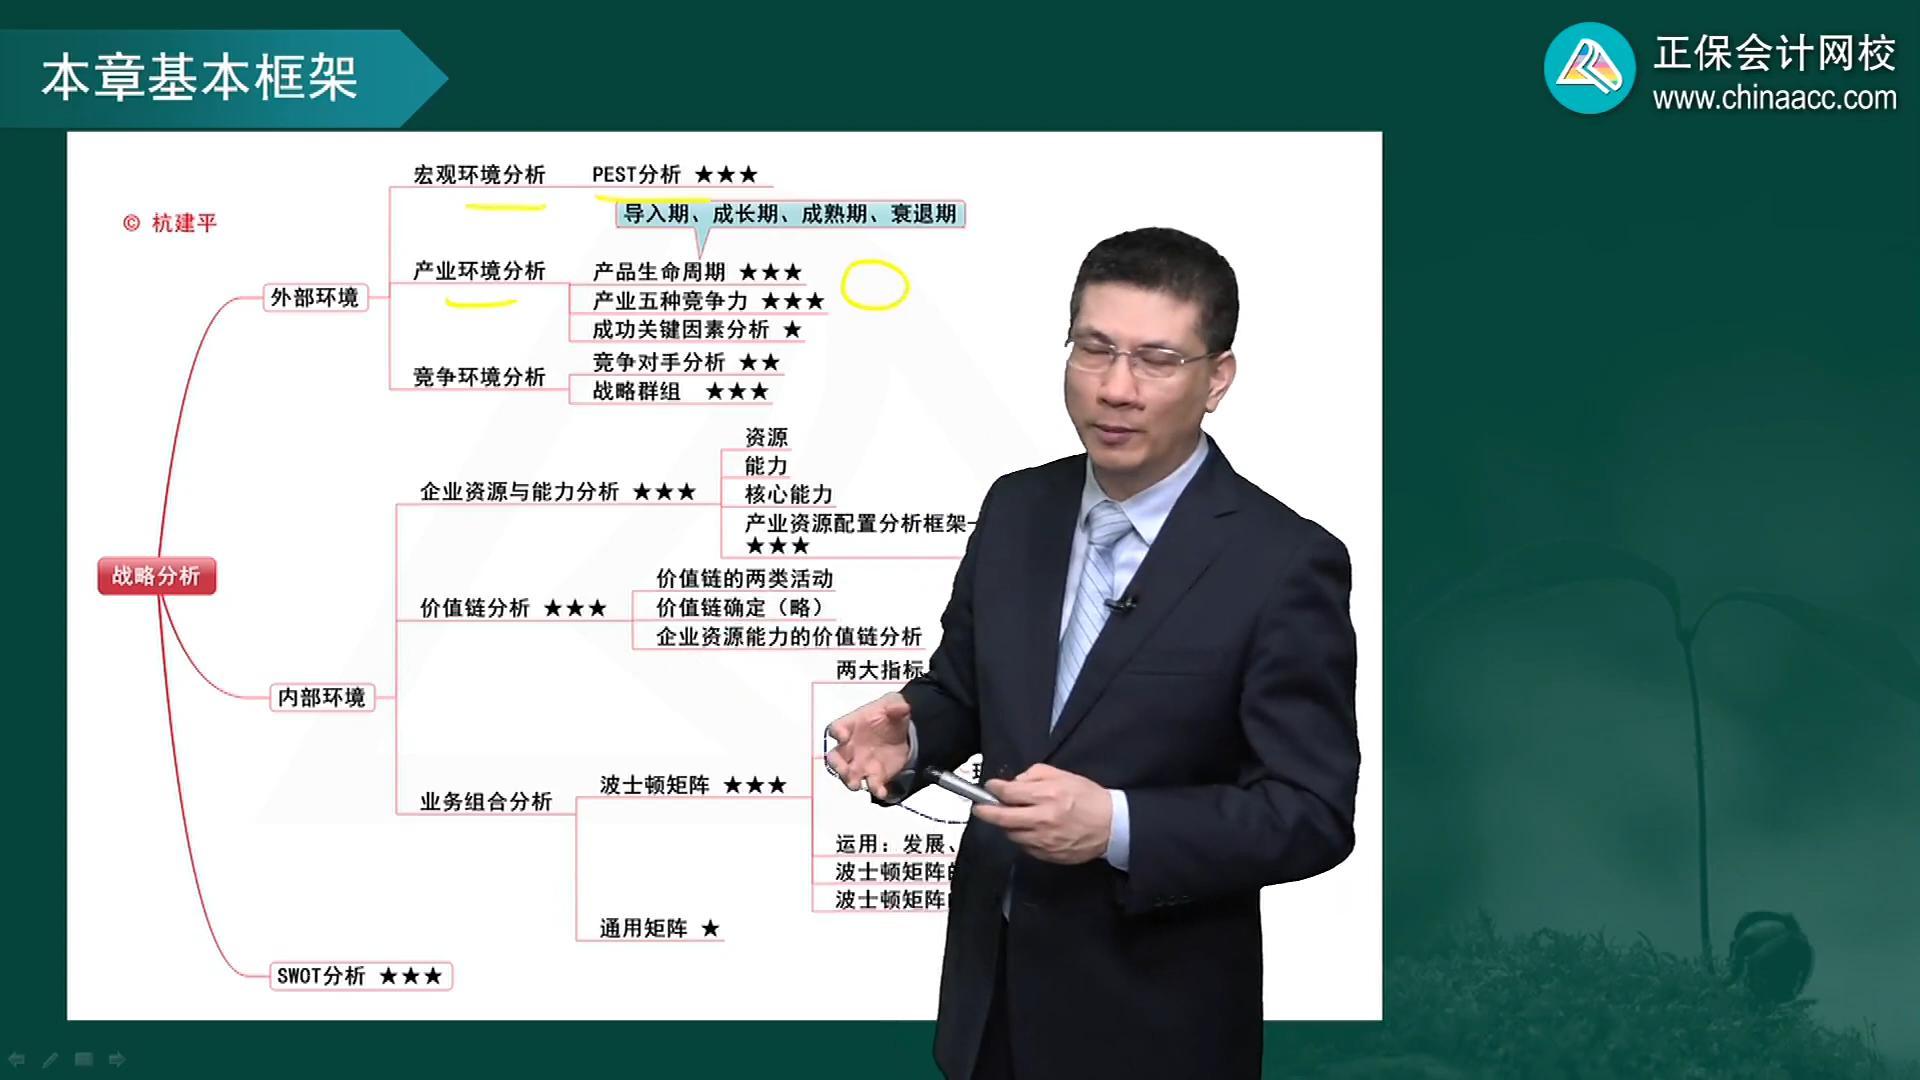 本章基本框架
正保会计网校
www.chinaacc.com
© 杭建平
战略分析
外部环境
宏观环境分析
PEST分析 ★★★
导入期、成长期、成熟期、衰退期
产业环境分析
产品生命周期 ★★★
产业五种竞争力 ★★★
成功关键因素分析 ★
竞争环境分析
竞争对手分析 ★★
战略群组 ★★★
内部环境
企业资源与能力分析 ★★★
资源
能力
核心能力
产业资源配置分析框架
★★★
价值链分析 ★★★
价值链的两类活动
价值链确定（略）
企业资源能力的价值链分析
业务组合分析
波士顿矩阵 ★★★
两大指标
运用：发展、
波士顿矩阵
波士顿矩阵
通用矩阵 ★
SWOT分析 ★★★